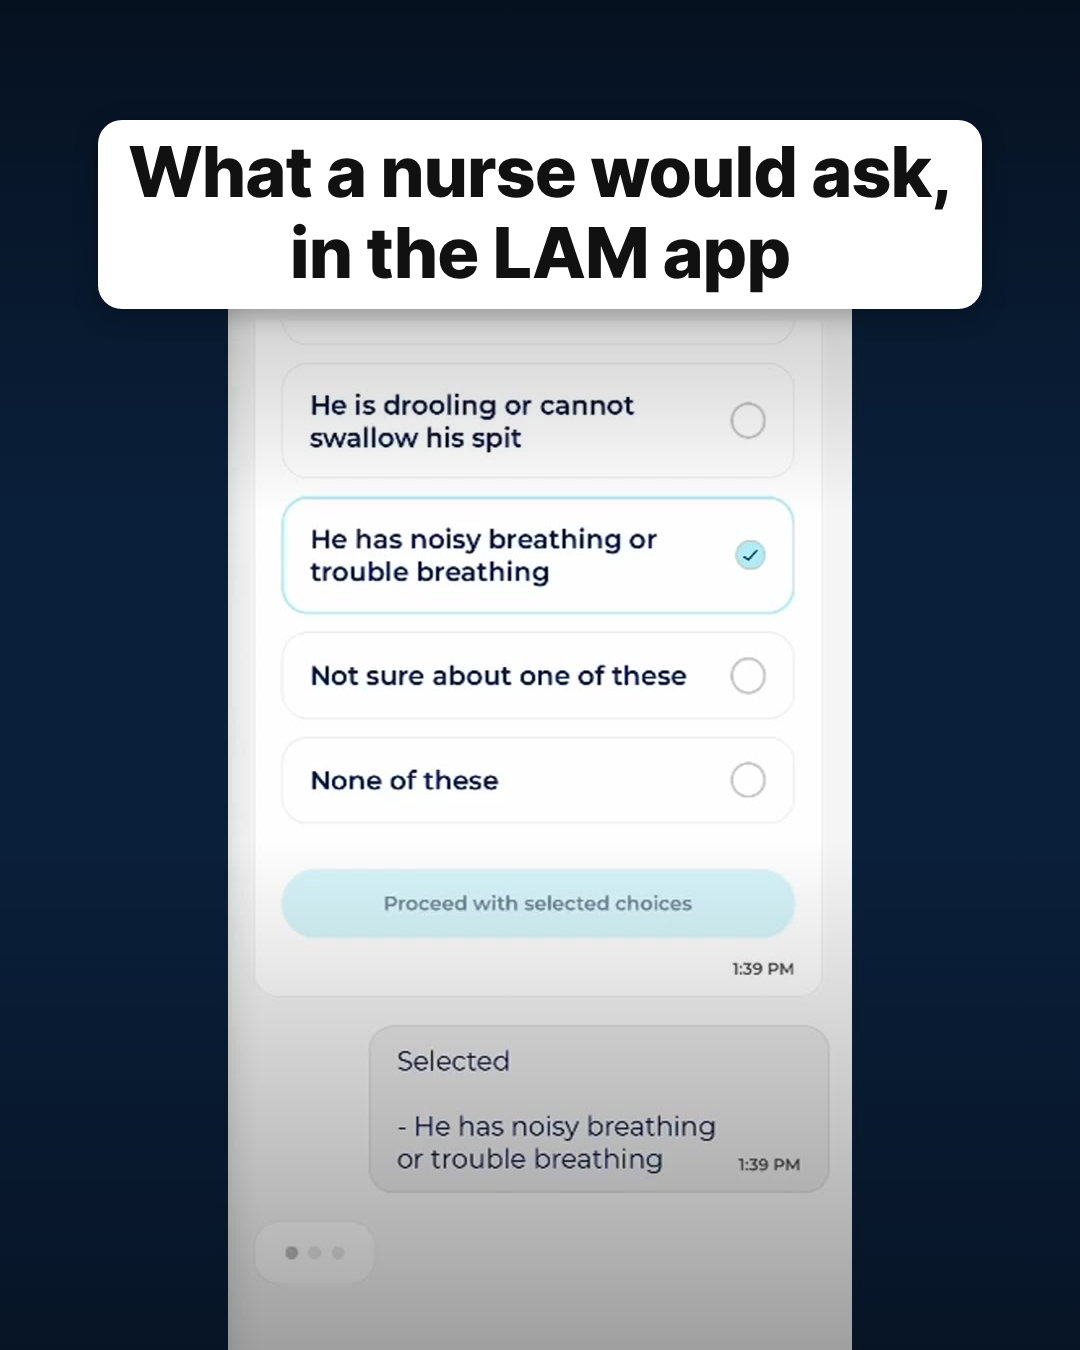 What a nurse would ask,
in the LAM app
He is drooling or cannot
swallow his spit
He has noisy breathing or
trouble breathing
Not sure about one of these
None of these
Proceed with selected choices
1:39 PM
Selected
- He has noisy breathing
or trouble breathing
1:39 PM